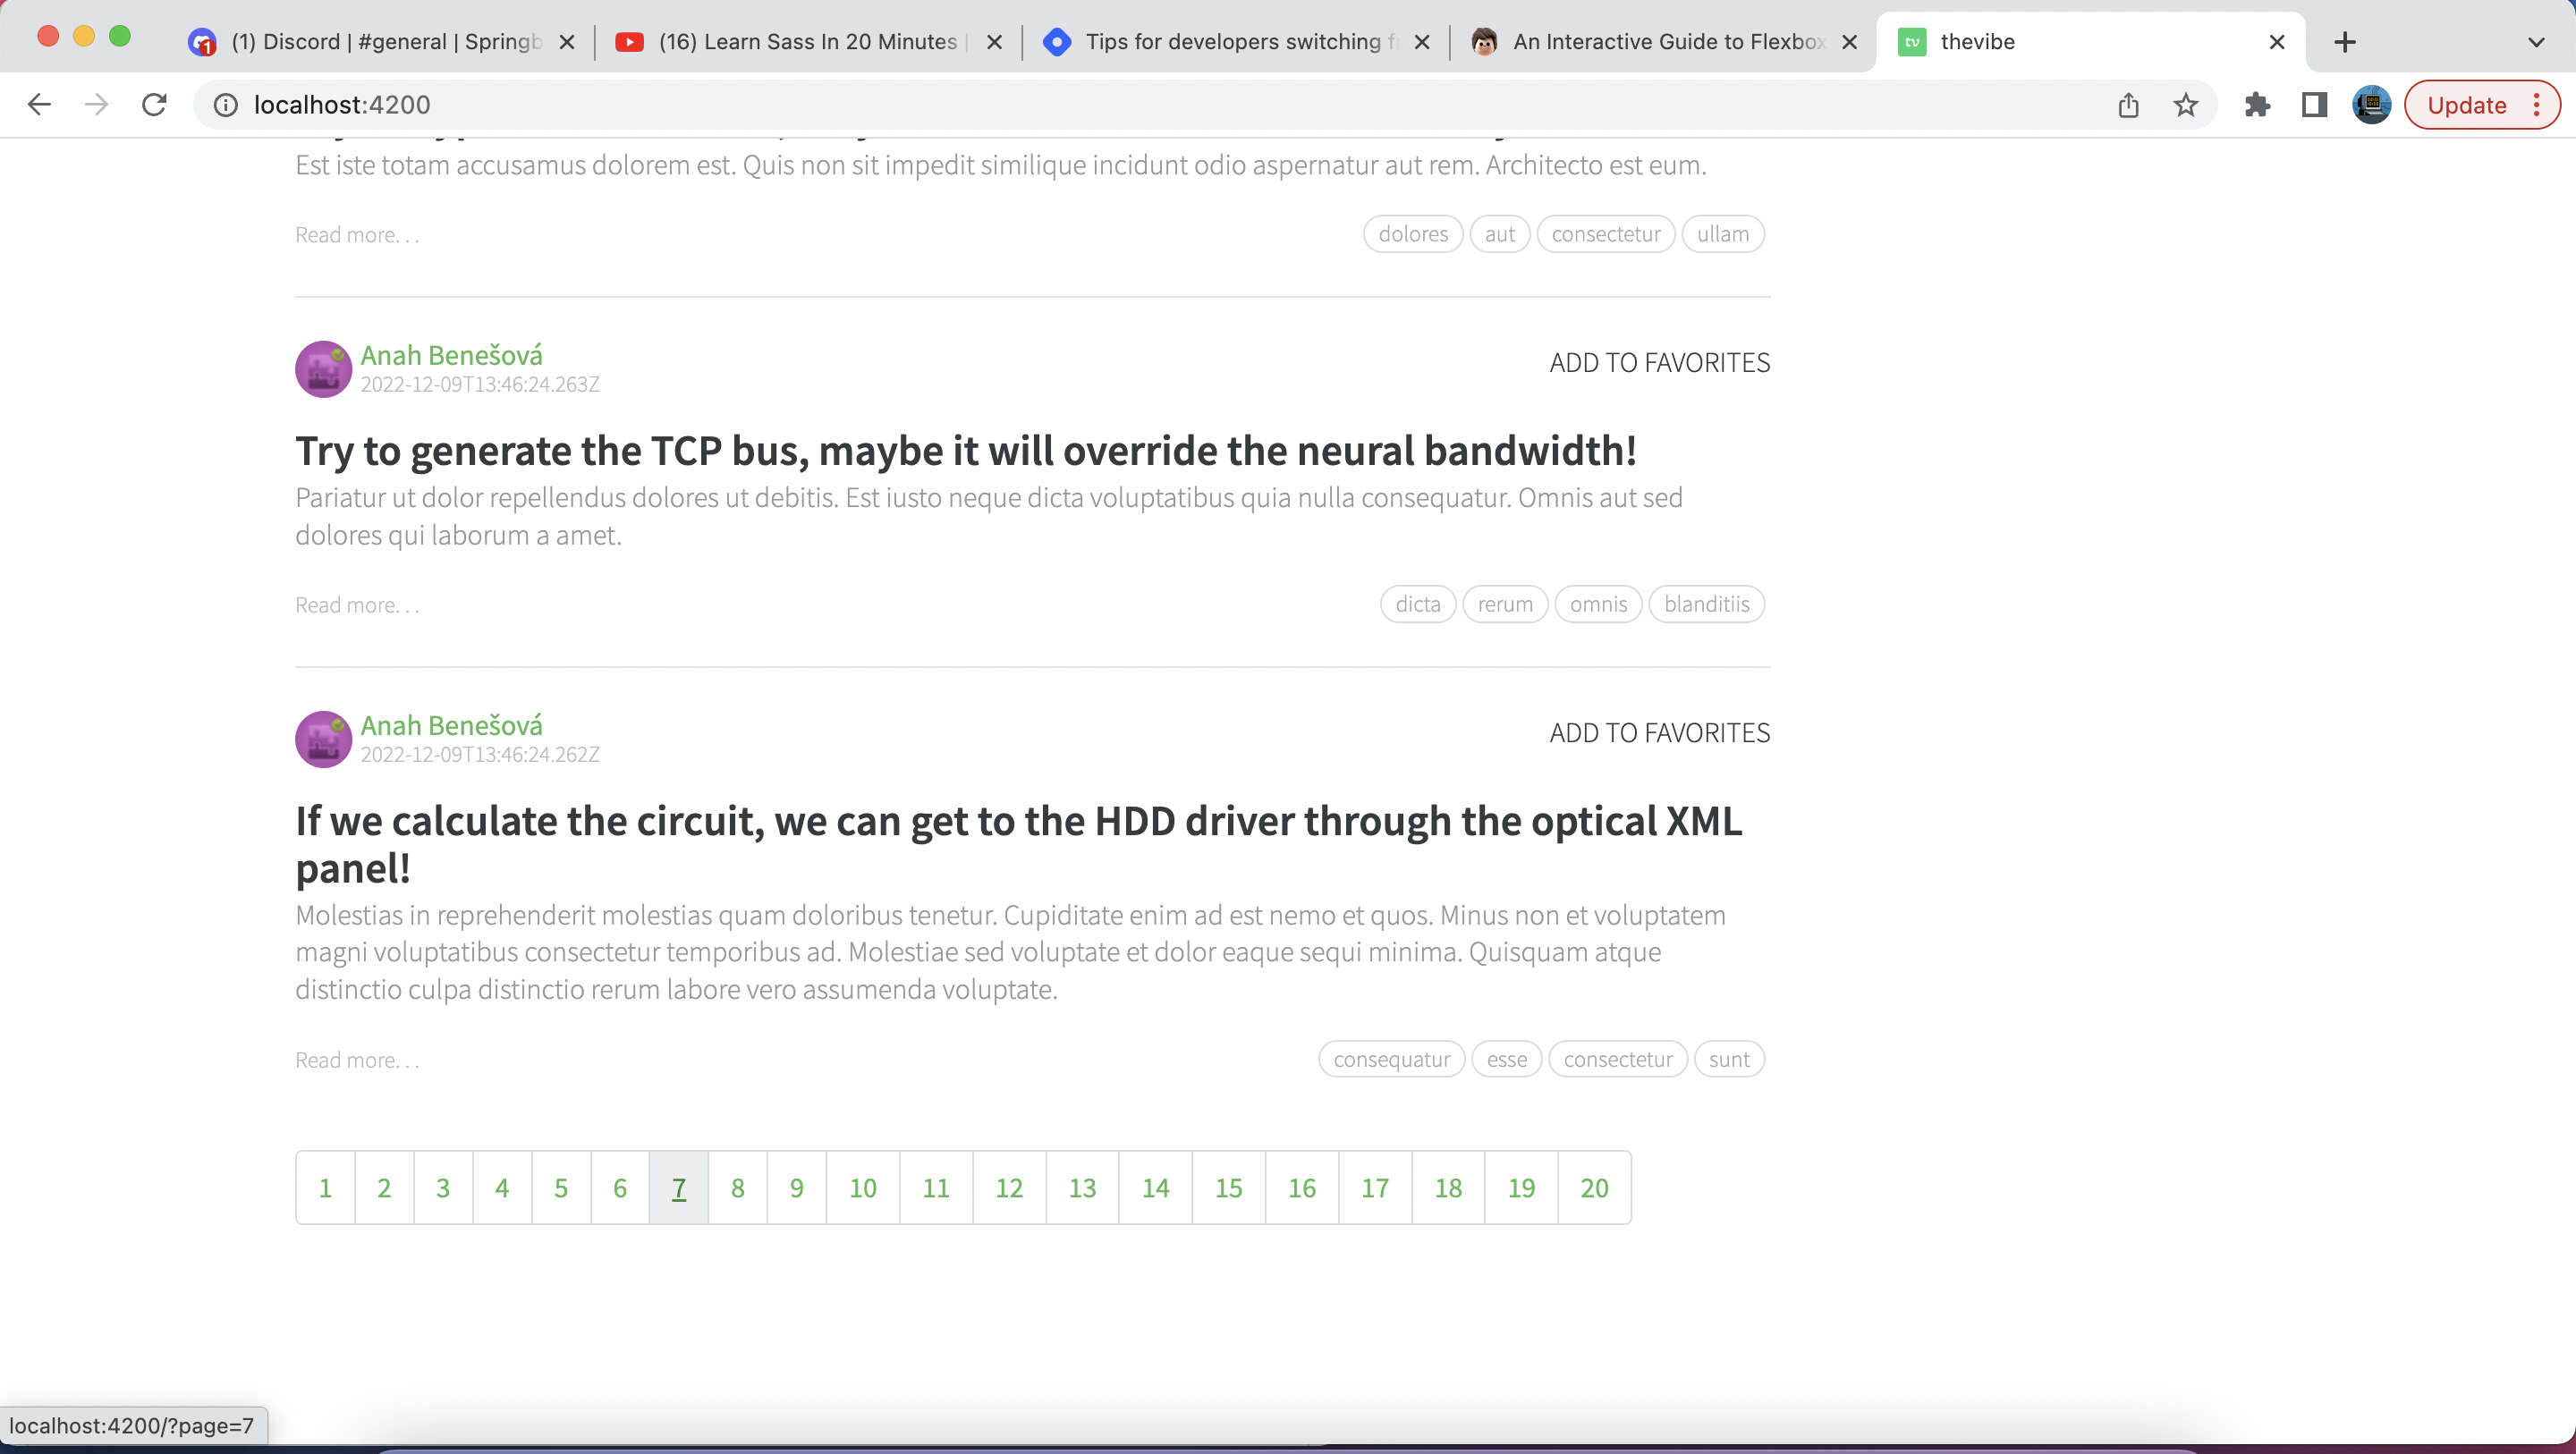 (1) Discord | #general | Springb
(16) Learn Sass In 20 Minutes |
Tips for developers switching f
An Interactive Guide to Flexbox
tv thevibe
localhost:4200
Update
Est iste totam accusamus dolorem est. Quis non sit impedit similique incidunt odio aspernatur aut rem. Architecto est eum.
Read more. . .
dolores aut consectetur ullam
Anah Benešová
ADD TO FAVORITES
2022-12-09T13:46:24.263Z
Try to generate the TCP bus, maybe it will override the neural bandwidth!
Pariatur ut dolor repellendus dolores ut debitis. Est iusto neque dicta voluptatibus quia nulla consequatur. Omnis aut sed
dolores qui laborum a amet.
Read more. . .
dicta rerum omnis blanditiis
Anah Benešová
ADD TO FAVORITES
2022-12-09T13:46:24.262Z
If we calculate the circuit, we can get to the HDD driver through the optical XML
panel!
Molestias in reprehenderit molestias quam doloribus tenetur. Cupiditate enim ad est nemo et quos. Minus non et voluptatem
magni voluptatibus consectetur temporibus ad. Molestiae sed voluptate et dolor eaque sequi minima. Quisquam atque
distinctio culpa distinctio rerum labore vero assumenda voluptate.
Read more. . .
consequatur esse consectetur sunt
1 2 3 4 5 6 7 8 9 10 11 12 13 14 15 16 17 18 19 20
localhost:4200/?page=7